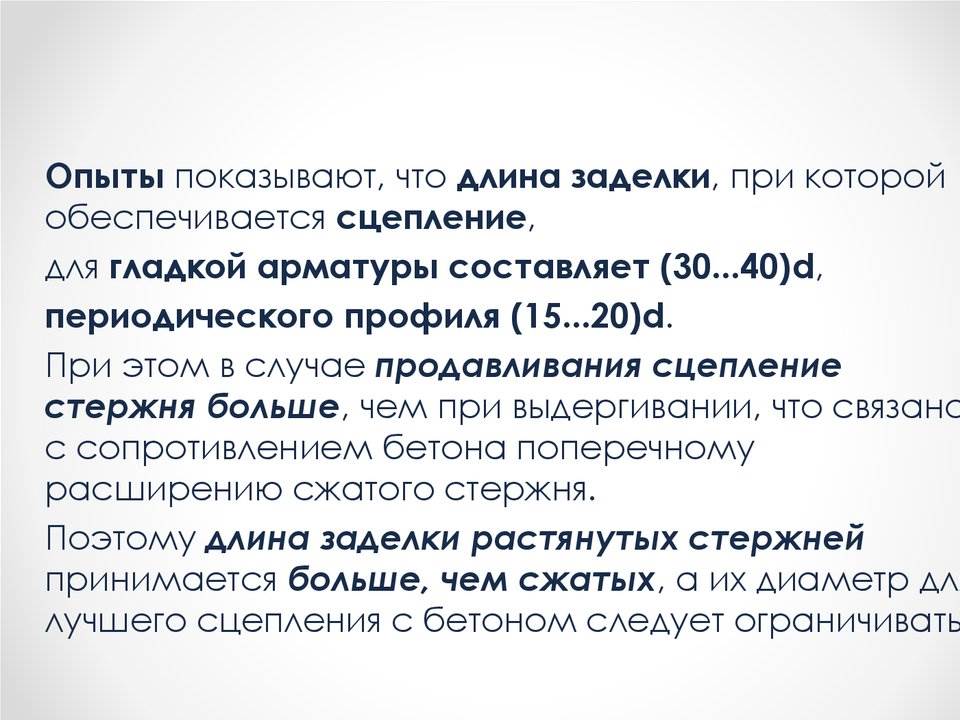 Опыты показывают, что длина заделки, при которой
обеспечивается сцепление,
для гладкой арматуры составляет (30...40)d,
периодического профиля (15...20)d.
При этом в случае продавливания сцепление
стержня больше, чем при выдергивании, что связано
с сопротивлением бетона поперечному
расширению сжатого стержня.
Поэтому длина заделки растянутых стержней
принимается больше, чем сжатых, а их диаметр для
лучшего сцепления с бетоном следует ограничивать